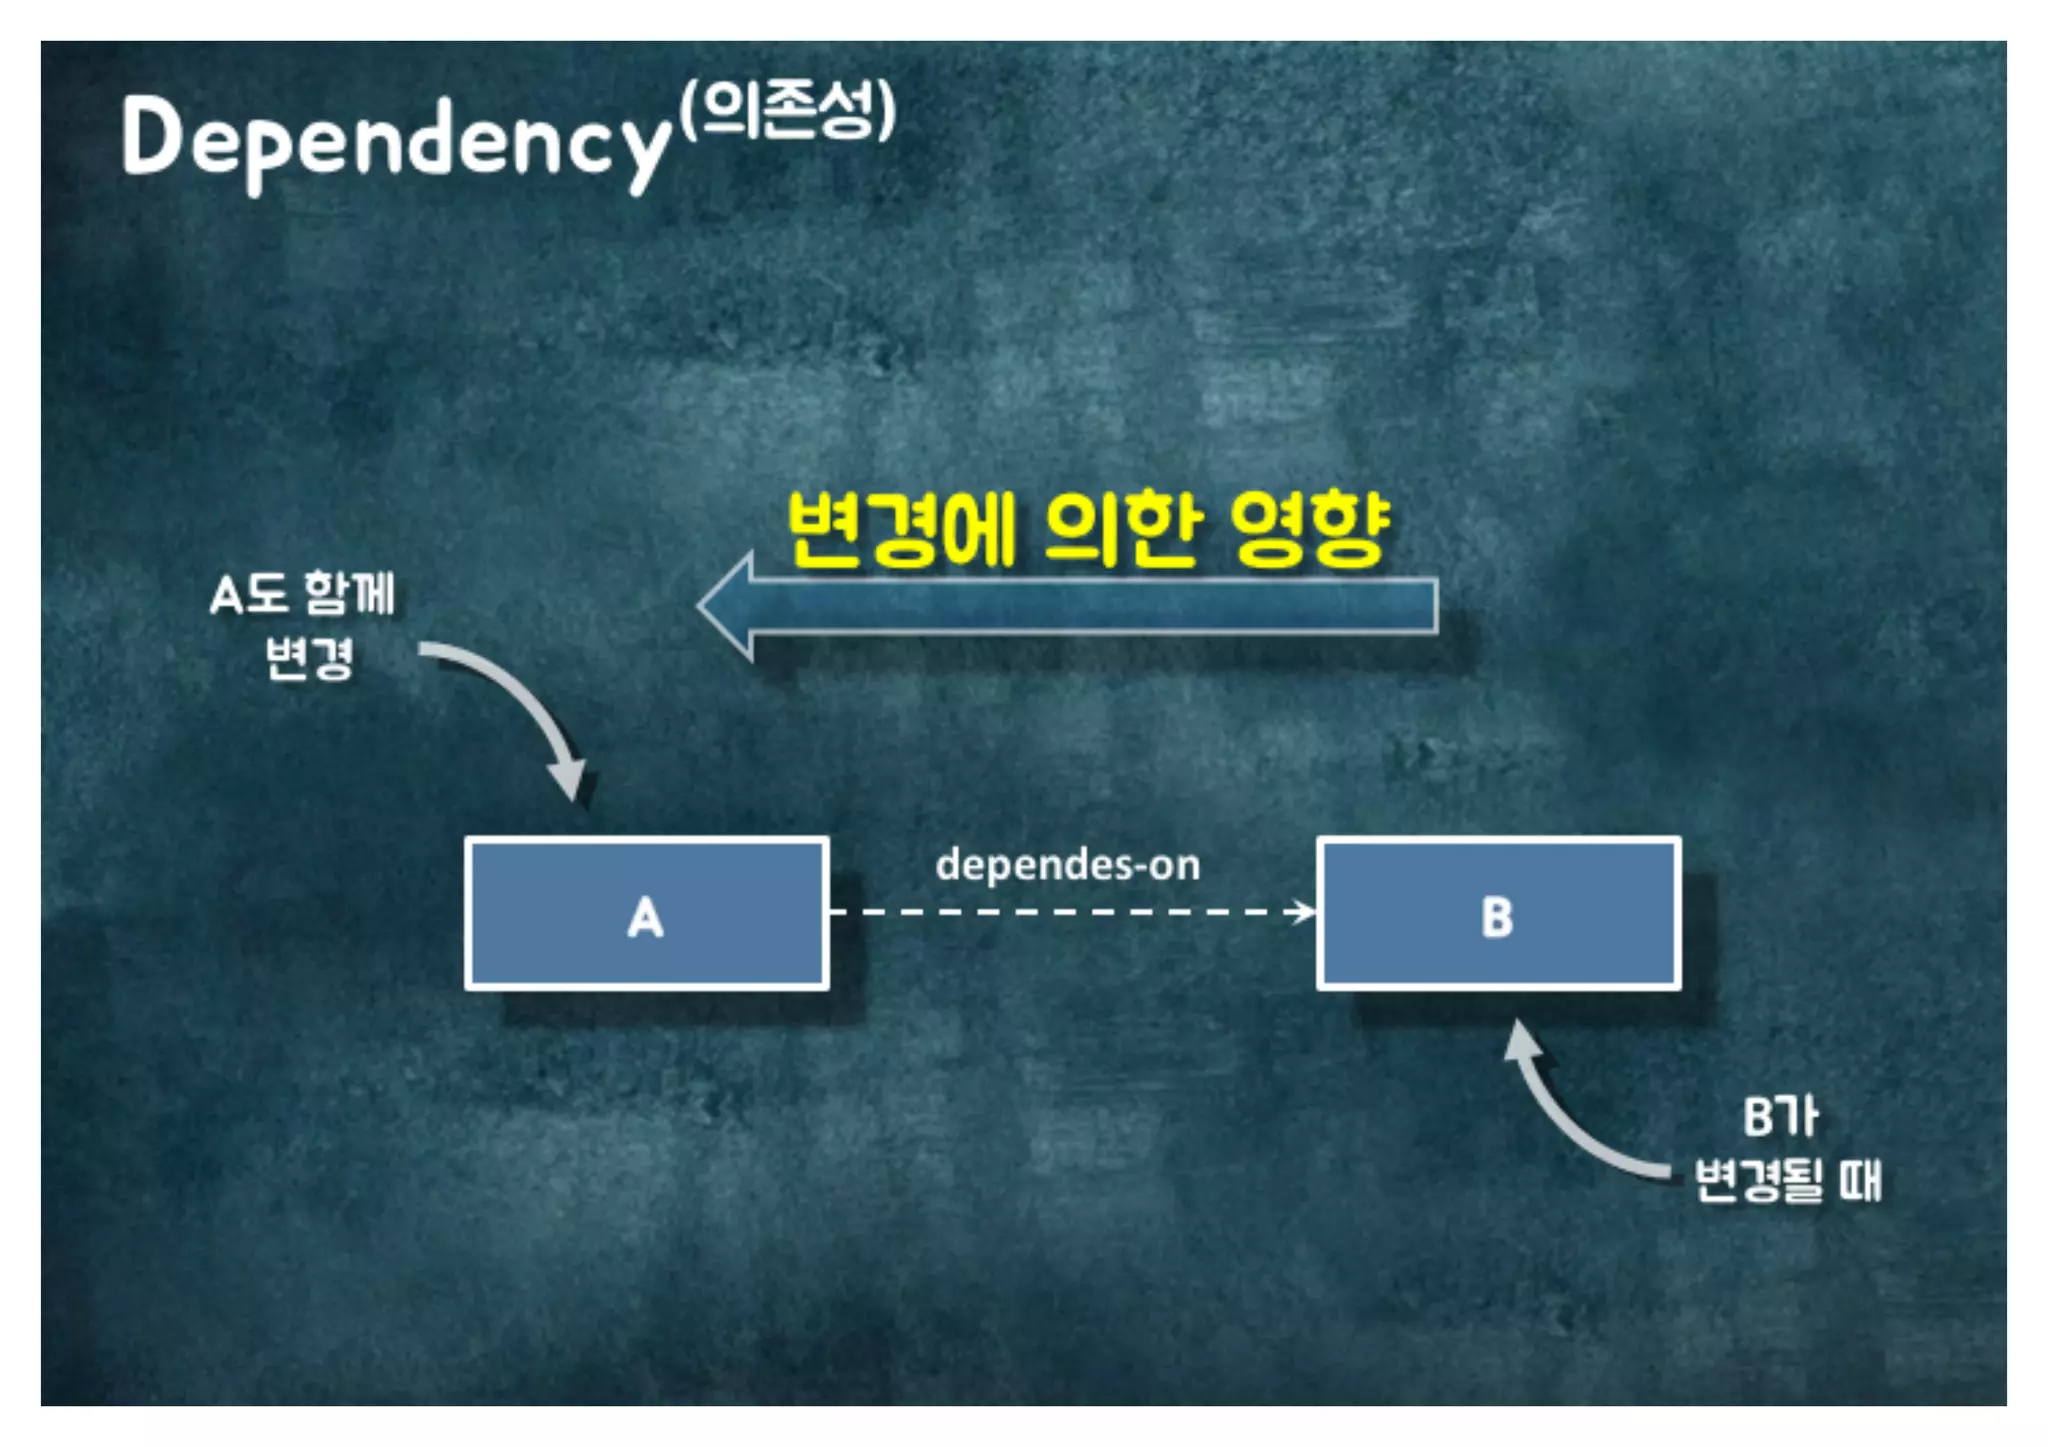 Dependency(의존성)
변경에 의한 영향
A도 함께
변경
dependes-on
A
B
B가
변경될 때